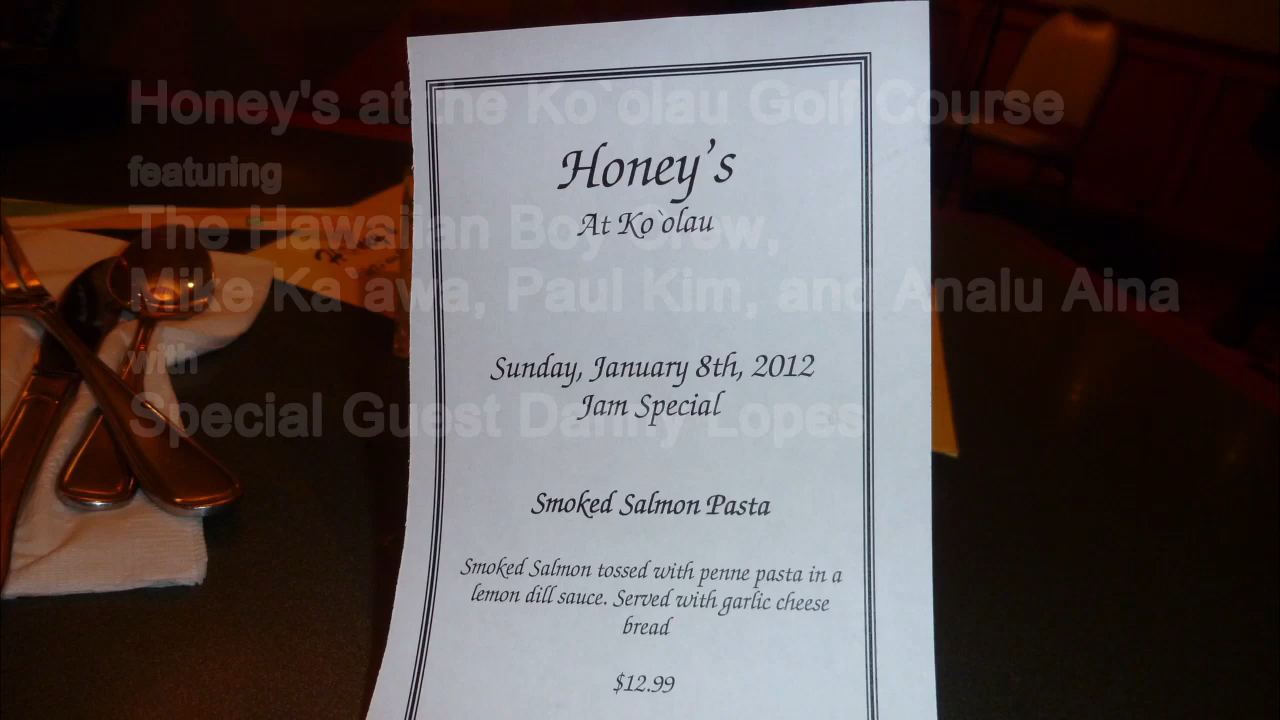 Honey's at the Ko`olau Golf Course
featuring
The Hawaiian Boy Crew,
Mike Ka`awa, Paul Kim, and Analu Aina
with
Special Guest Danny Lopes
Honey's
At Ko`olau
Sunday, January 8th, 2012
Jam Special
Smoked Salmon Pasta
Smoked Salmon tossed with penne pasta in a
lemon dill sauce. Served with garlic cheese
bread
$12.99